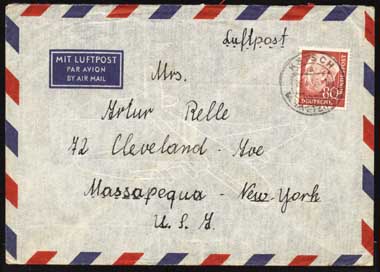 Luftpost
MIT LUFTPOST
PAR AVION
BY AIR MAIL
80
DEUTSCHE
BUNDESPOST
Mrs.
Artur Relle
72 Cleveland - Ave
Massapequa - New York
U.S.A